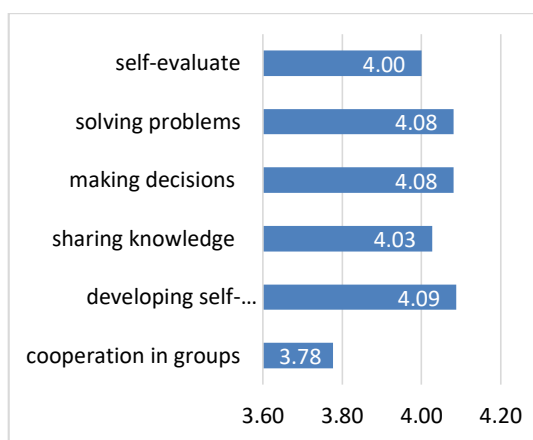 self-evaluate 4.00
solving problems 4.08
making decisions 4.08
sharing knowledge 4.03
developing self-... 4.09
cooperation in groups 3.78
3.60 3.80 4.00 4.20